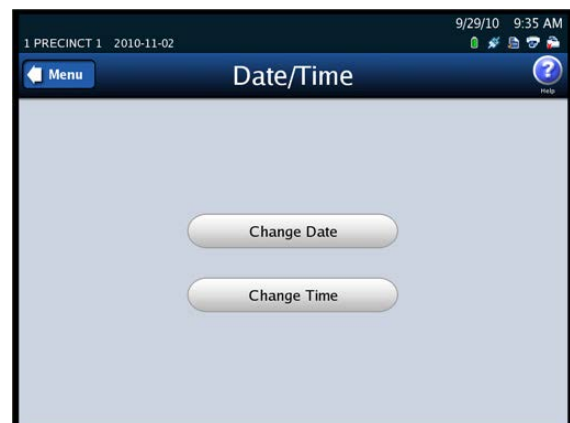 9/29/10 9:35 AM
1 PRECINCT 1 2010-11-02
Menu
Date/Time
?
Help
Change Date
Change Time